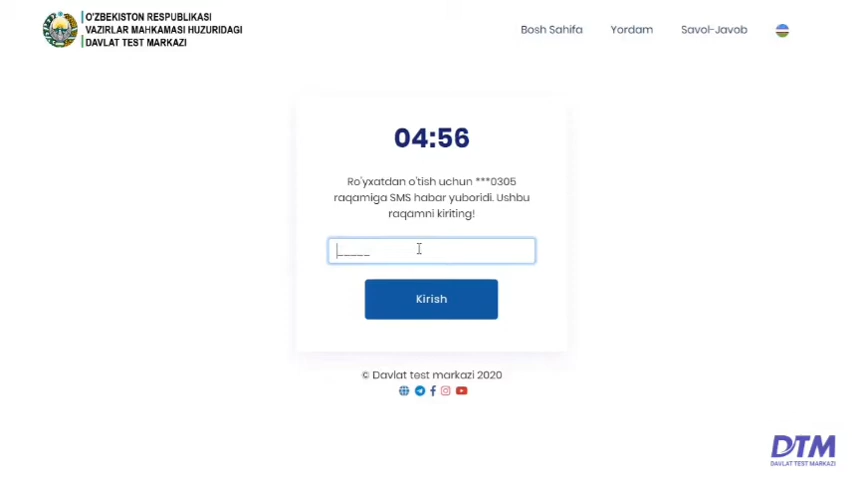 O'ZBEKISTON RESPUBLIKASI
VAZIRLAR MAHKAMASI HUZURIDAGI
DAVLAT TEST MARKAZI
Bosh Sahifa Yordam Savol-Javob
04:56
Ro'yxatdan o'tish uchun ***0305
raqamiga SMS habar yuboridi. Ushbu
raqamni kiriting!
_____
Kirish
© Davlat test markazi 2020
DTM
DAVLAT TEST MARKAZI